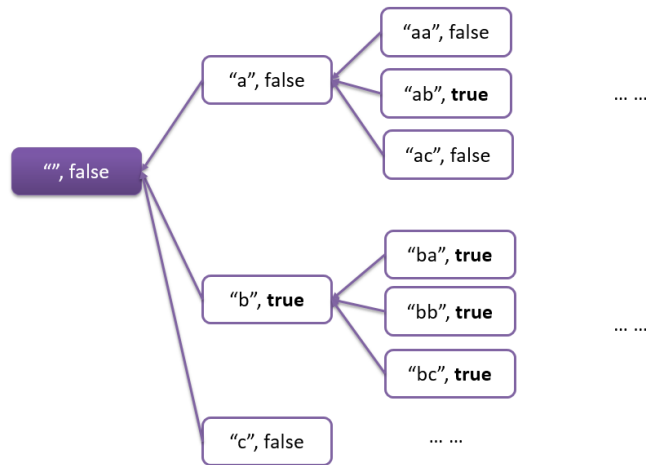 “”, false
“a”, false
“aa”, false
“ab”, true
“ac”, false
... ...
“b”, true
“ba”, true
“bb”, true
“bc”, true
... ...
“c”, false
... ...